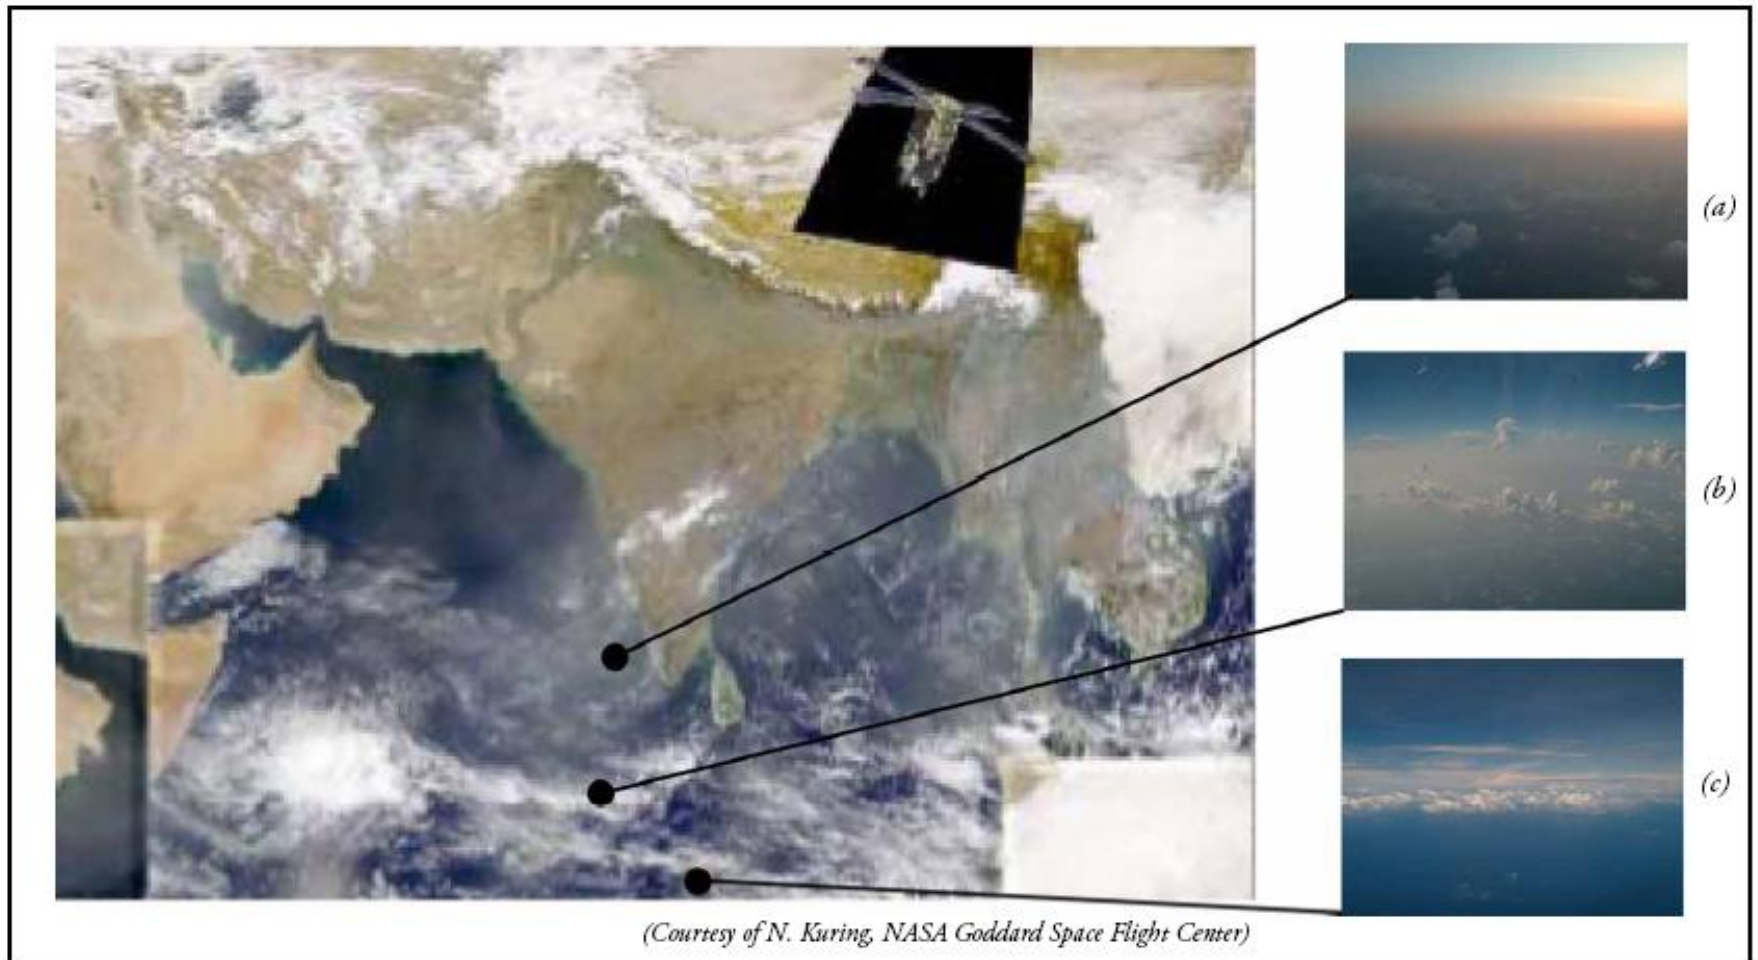 (a)
(b)
(c)
(Courtesy of N. Kuring, NASA Goddard Space Flight Center)